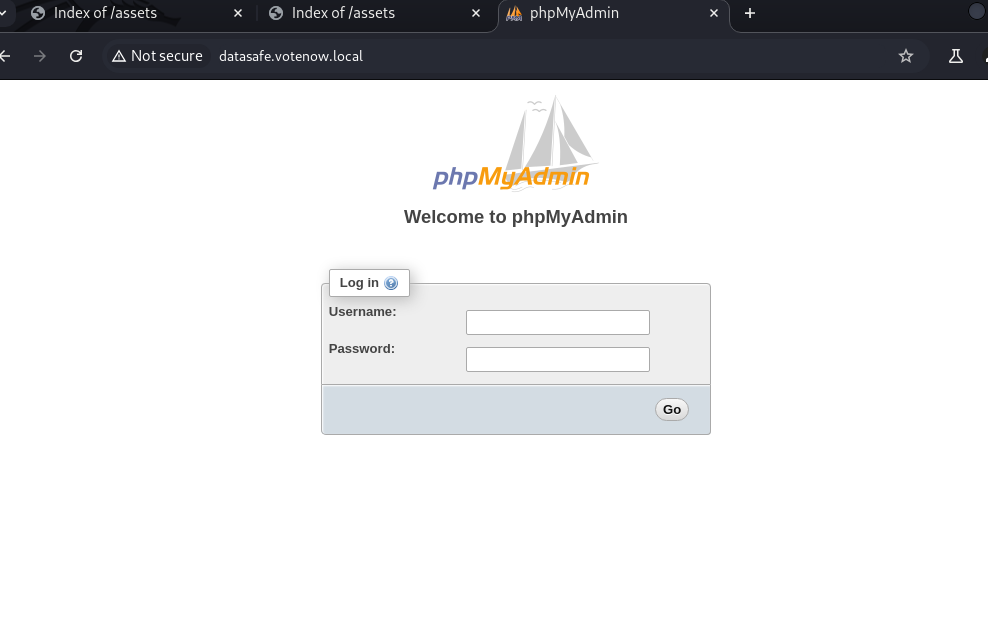 Index of /assets
Index of /assets
phpMyAdmin
Not secure
datasafe.votenow.local
phpMyAdmin
Welcome to phpMyAdmin
Log in
Username:
Password:
Go